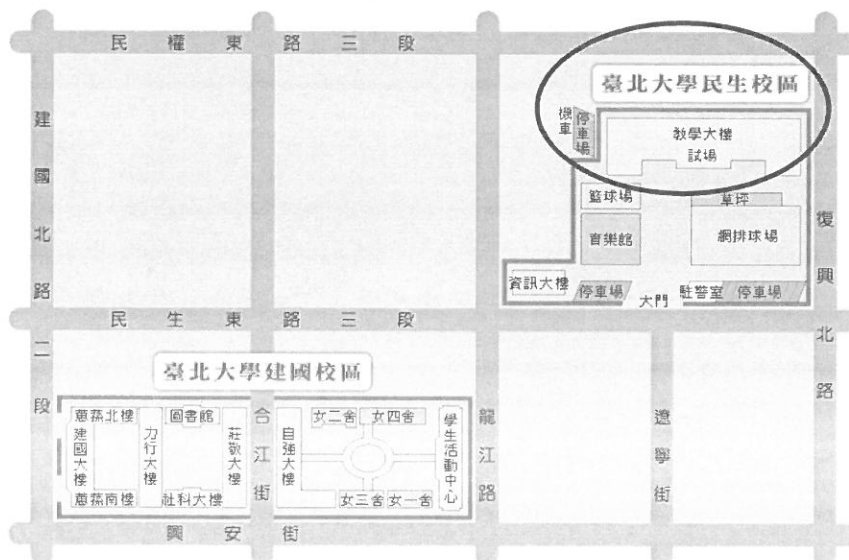 民權東路三段
臺北大學民生校區
機車
停車場
教學大樓
試場
建國北路二段
籃球場
草坪
育樂館
網排球場
復興北路
資訊大樓
停車場
大門
駐警室
停車場
民生東路三段
臺北大學建國校區
蕙蓀北樓
圖書館
女二舍
女四舍
建國大樓
力行大樓
莊敬大樓
合江街
自強大樓
學生活動中心
龍江路
遼寧街
蕙蓀南樓
社科大樓
女三舍
女一舍
興安街